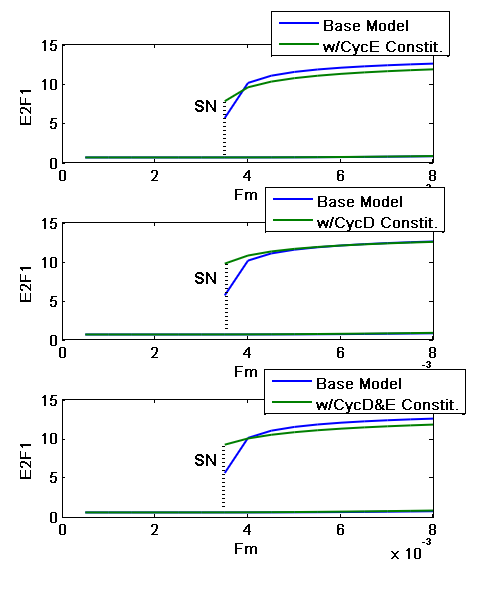 Base Model
w/CycE Constit.
15
10
5
0
E2F1
SN
0 2 4 6 8
Fm
-3
Base Model
w/CycD Constit.
15
10
5
0
E2F1
SN
0 2 4 6 8
Fm
-3
Base Model
w/CycD&E Constit.
15
10
5
0
E2F1
SN
0 2 4 6 8
Fm
x 10-3